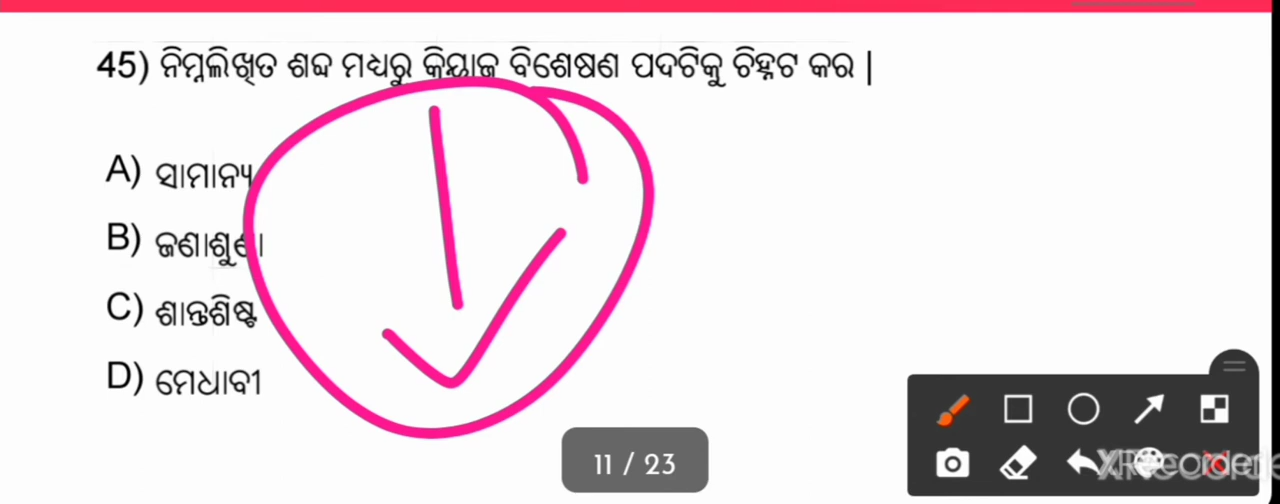 45) ନିମ୍ନଲିଖିତ ଶବ୍ଦ ମଧ୍ୟରୁ କ୍ରିୟାଜ ବିଶେଷଣ ପଦଟିକୁ ଚିହ୍ନଟ କର |
A) ସାମାନ୍ୟ
B) ଜଣାଶୁଣା
C) ଶାନ୍ତଶିଷ୍ଟ
D) ମେଧାବୀ
11 / 23